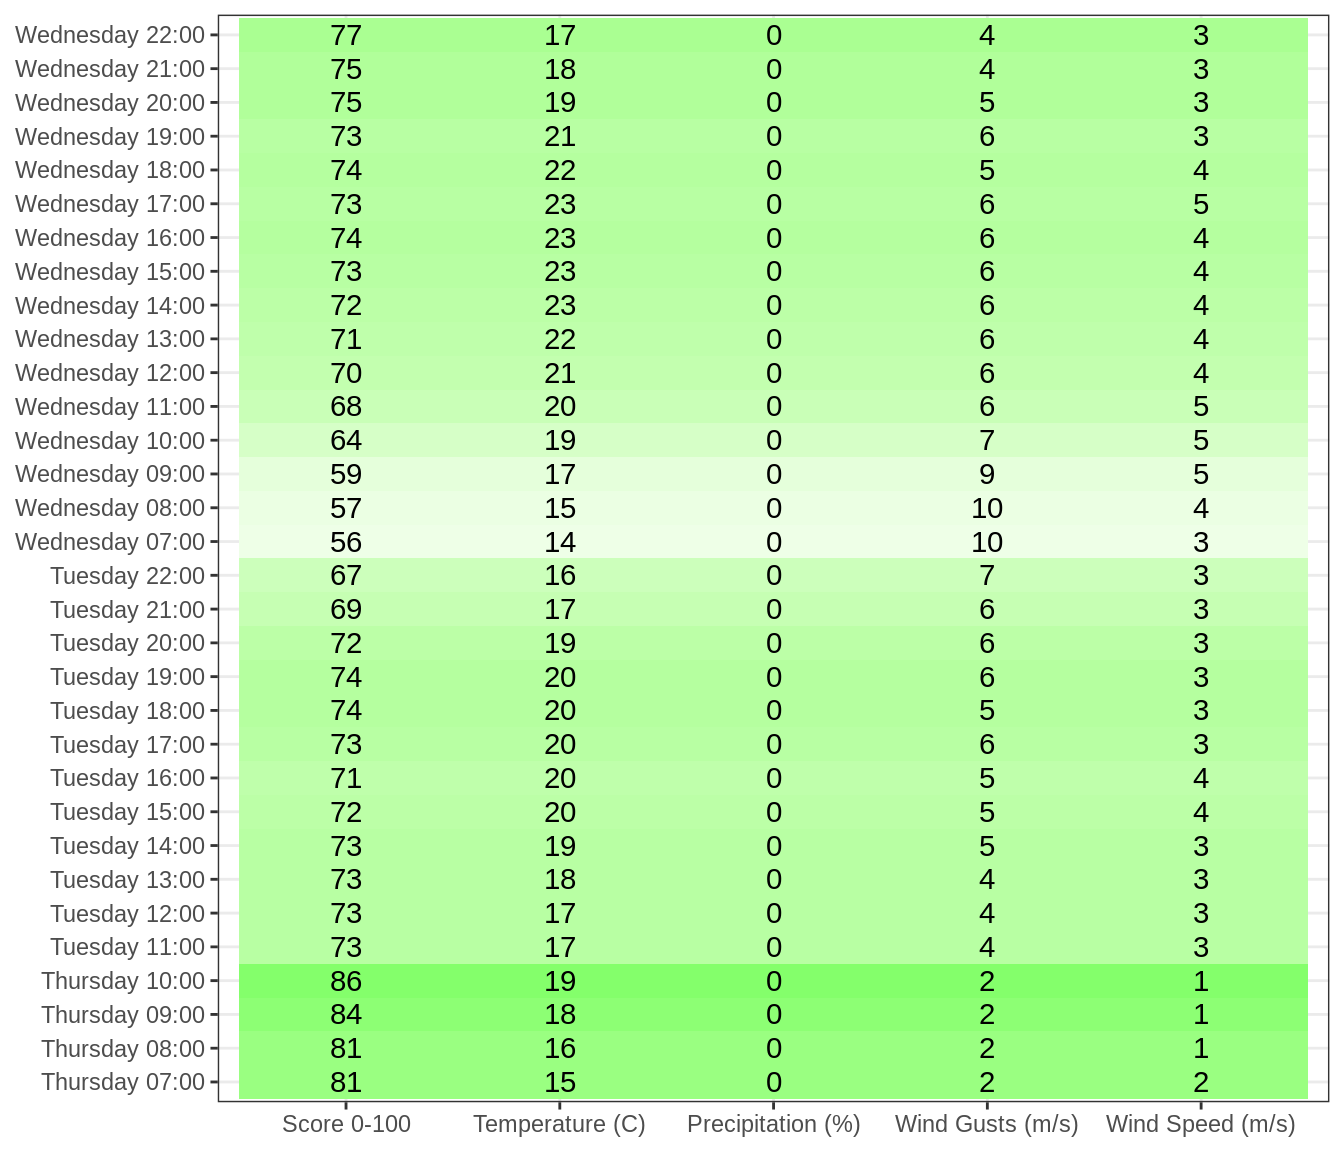 Wednesday 22:00 77 17 0 4 3
Wednesday 21:00 75 18 0 4 3
Wednesday 20:00 75 19 0 5 3
Wednesday 19:00 73 21 0 6 3
Wednesday 18:00 74 22 0 5 4
Wednesday 17:00 73 23 0 6 5
Wednesday 16:00 74 23 0 6 4
Wednesday 15:00 73 23 0 6 4
Wednesday 14:00 72 23 0 6 4
Wednesday 13:00 71 22 0 6 4
Wednesday 12:00 70 21 0 6 4
Wednesday 11:00 68 20 0 6 5
Wednesday 10:00 64 19 0 7 5
Wednesday 09:00 59 17 0 9 5
Wednesday 08:00 57 15 0 10 4
Wednesday 07:00 56 14 0 10 3
Tuesday 22:00 67 16 0 7 3
Tuesday 21:00 69 17 0 6 3
Tuesday 20:00 72 19 0 6 3
Tuesday 19:00 74 20 0 6 3
Tuesday 18:00 74 20 0 5 3
Tuesday 17:00 73 20 0 6 3
Tuesday 16:00 71 20 0 5 4
Tuesday 15:00 72 20 0 5 4
Tuesday 14:00 73 19 0 5 3
Tuesday 13:00 73 18 0 4 3
Tuesday 12:00 73 17 0 4 3
Tuesday 11:00 73 17 0 4 3
Thursday 10:00 86 19 0 2 1
Thursday 09:00 84 18 0 2 1
Thursday 08:00 81 16 0 2 1
Thursday 07:00 81 15 0 2 2
Score 0-100 Temperature (C) Precipitation (%) Wind Gusts (m/s) Wind Speed (m/s)